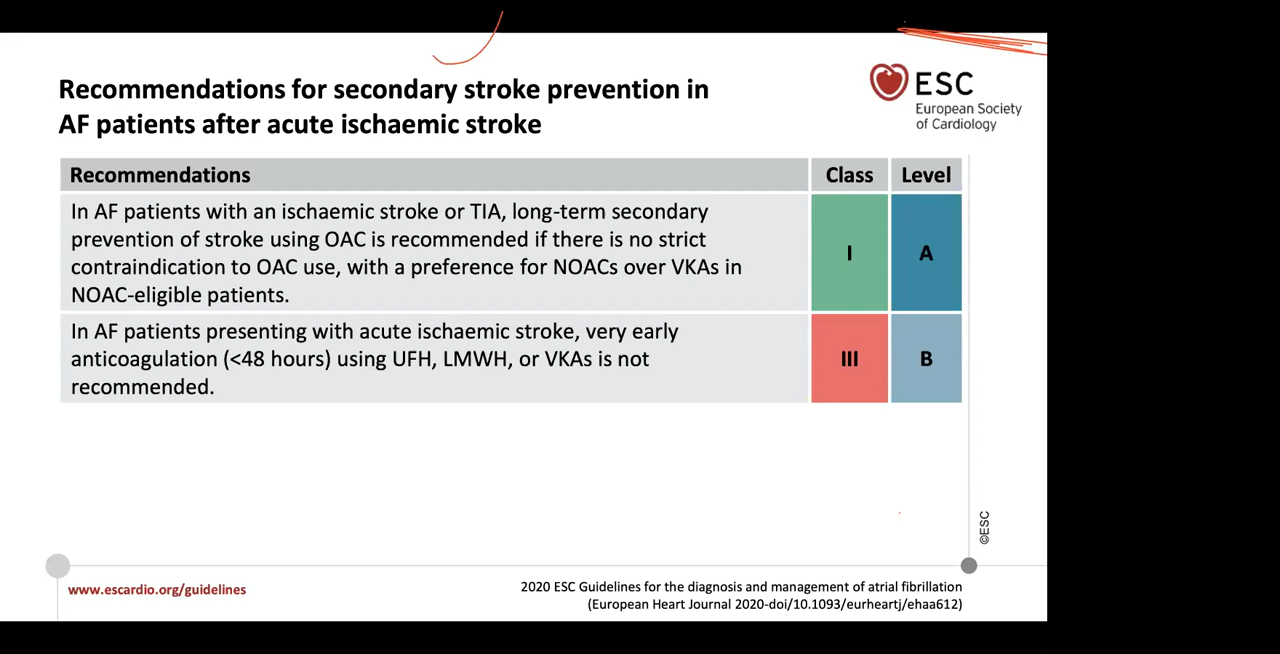 Recommendations for secondary stroke prevention in
AF patients after acute ischaemic stroke
ESC
European Society
of Cardiology
Recommendations Class Level
In AF patients with an ischaemic stroke or TIA, long-term secondary
prevention of stroke using OAC is recommended if there is no strict
contraindication to OAC use, with a preference for NOACs over VKAs in
NOAC-eligible patients.
I A
In AF patients presenting with acute ischaemic stroke, very early
anticoagulation (<48 hours) using UFH, LMWH, or VKAs is not
recommended.
III B
©ESC
www.escardio.org/guidelines
2020 ESC Guidelines for the diagnosis and management of atrial fibrillation
(European Heart Journal 2020-doi/10.1093/eurheartj/ehaa612)